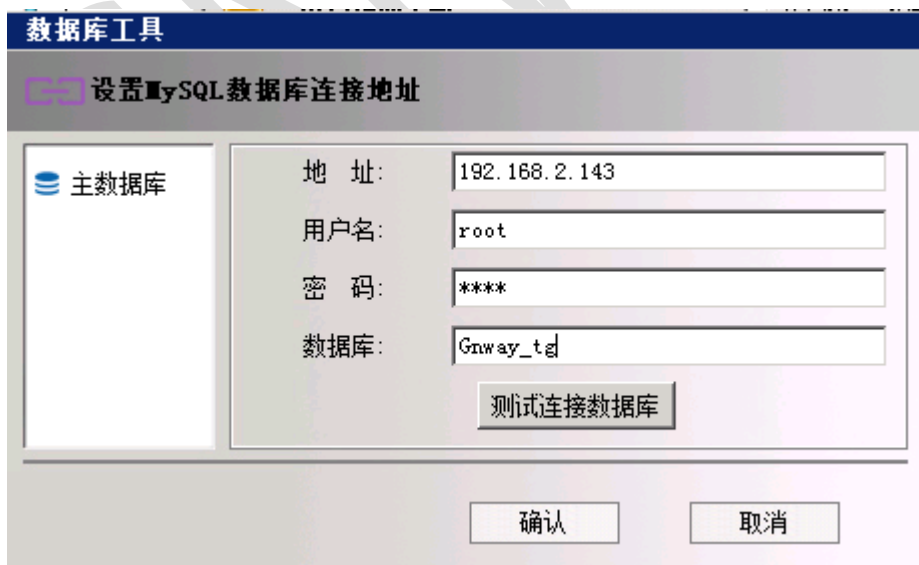 数据库工具
设置MySQL数据库连接地址
主数据库
地 址: 192.168.2.143
用户名: root
密 码: ****
数据库: Gnway_tg
测试连接数据库
确认 取消